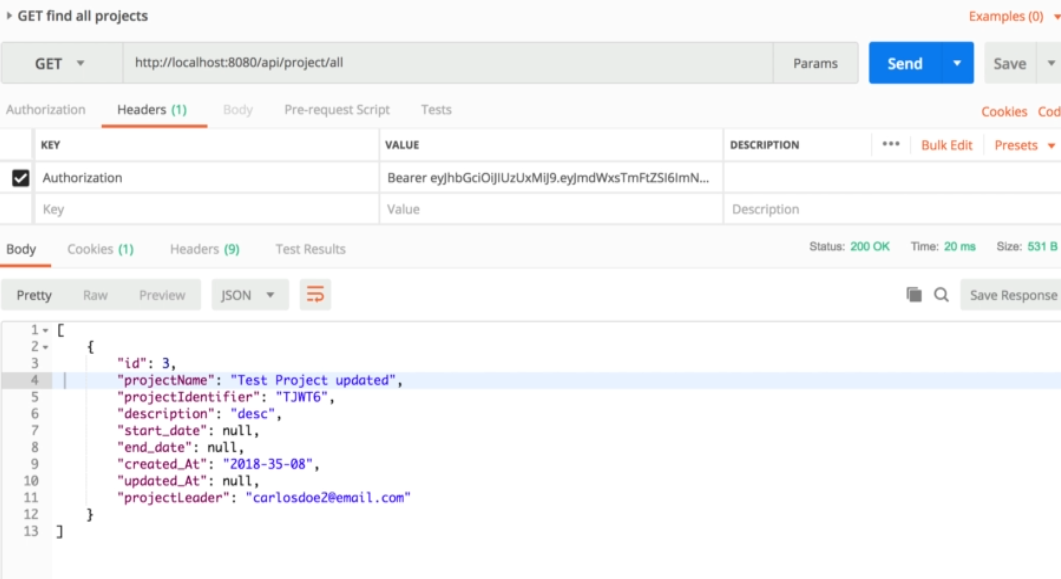 GET find all projects Examples (0)
GET http://localhost:8080/api/project/all Params Send Save
Authorization Headers (1) Body Pre-request Script Tests Cookies Cod
KEY VALUE DESCRIPTION ••• Bulk Edit Presets
Authorization Bearer eyJhbGciOiJIUzUxMiJ9.eyJmdWxsTmFtZSI6ImN...
Key Value Description
Body Cookies (1) Headers (9) Test Results Status: 200 OK Time: 20 ms Size: 531 B
Pretty Raw Preview JSON Save Response
1 [
2 {
3 "id": 3,
4 "projectName": "Test Project updated",
5 "projectIdentifier": "TJWT6",
6 "description": "desc",
7 "start_date": null,
8 "end_date": null,
9 "created_At": "2018-35-08",
10 "updated_At": null,
11 "projectLeader": "carlosdoe2@email.com"
12 }
13 ]